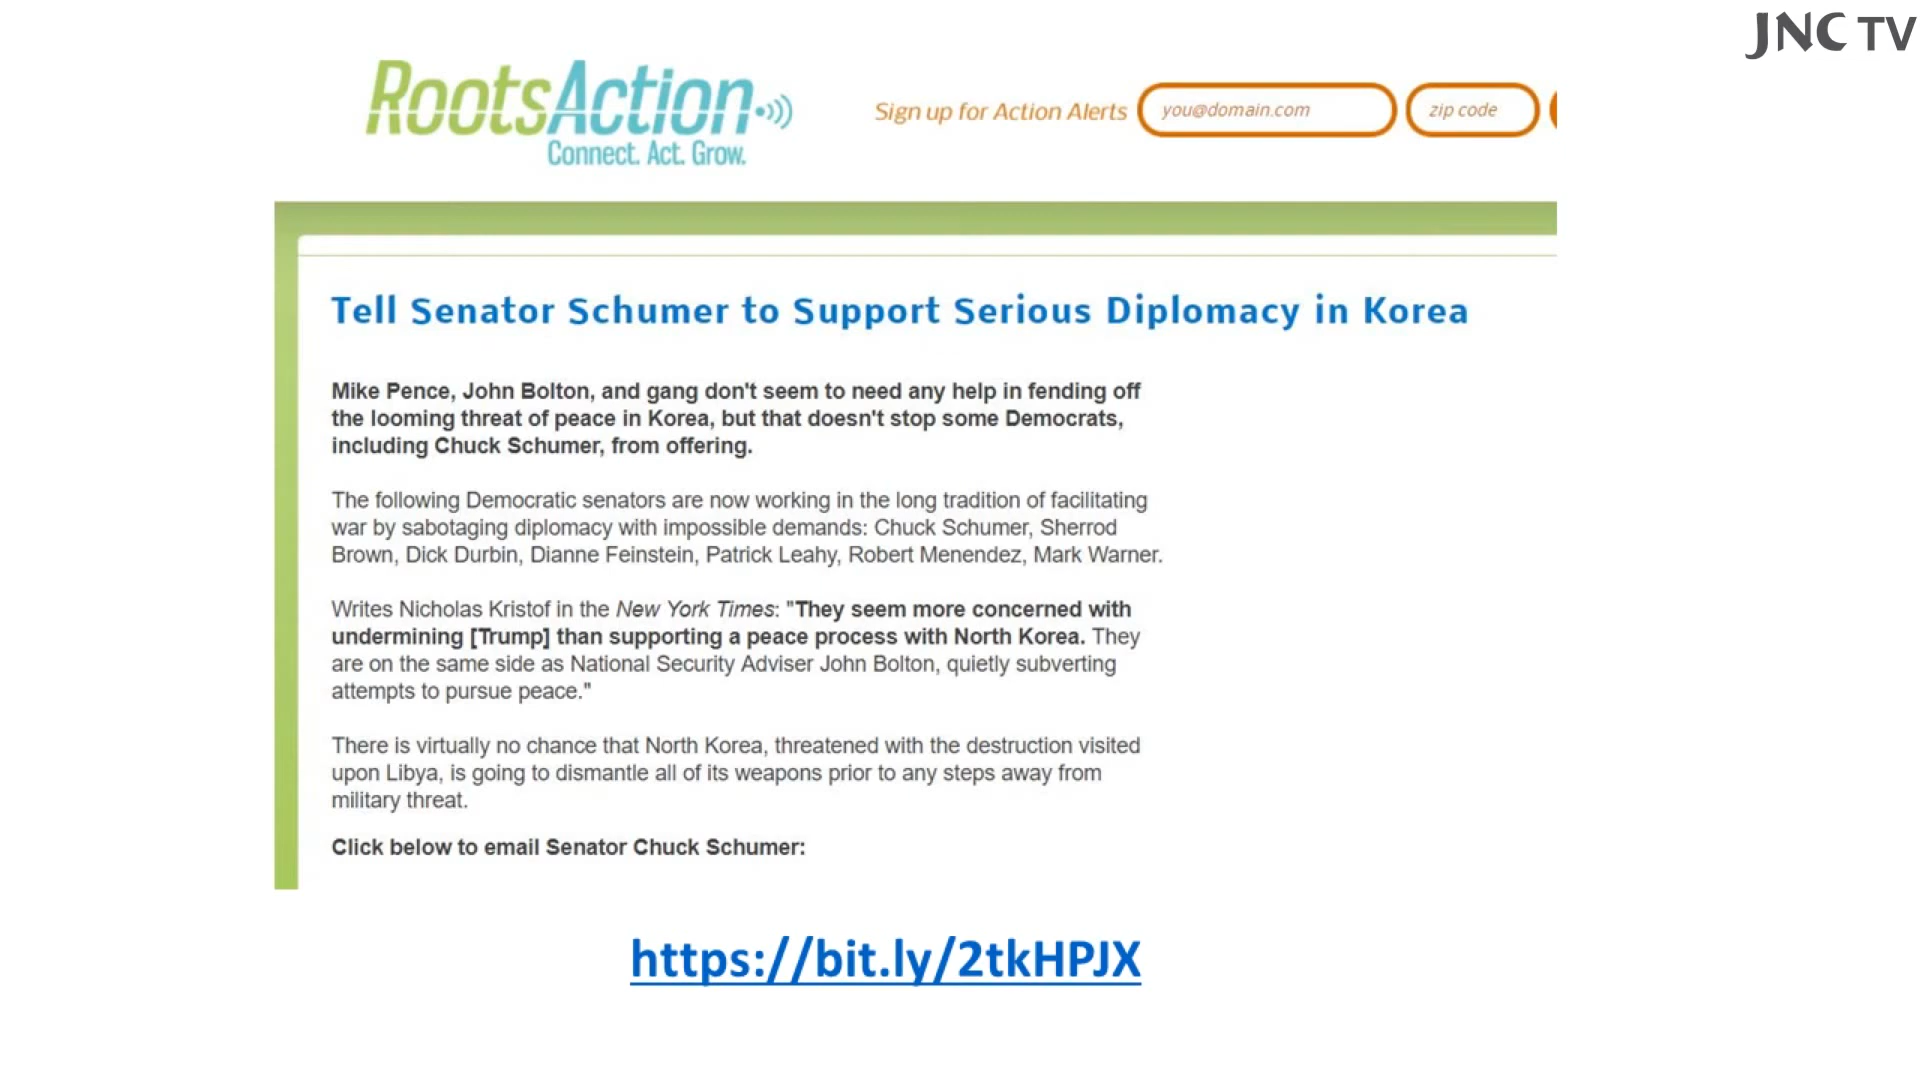 JNC TV
RootsAction
Connect. Act. Grow.
Sign up for Action Alerts you@domain.com zip code
Tell Senator Schumer to Support Serious Diplomacy in Korea
Mike Pence, John Bolton, and gang don't seem to need any help in fending off
the looming threat of peace in Korea, but that doesn't stop some Democrats,
including Chuck Schumer, from offering.
The following Democratic senators are now working in the long tradition of facilitating
war by sabotaging diplomacy with impossible demands: Chuck Schumer, Sherrod
Brown, Dick Durbin, Dianne Feinstein, Patrick Leahy, Robert Menendez, Mark Warner.
Writes Nicholas Kristof in the New York Times: "They seem more concerned with
undermining [Trump] than supporting a peace process with North Korea. They
are on the same side as National Security Adviser John Bolton, quietly subverting
attempts to pursue peace."
There is virtually no chance that North Korea, threatened with the destruction visited
upon Libya, is going to dismantle all of its weapons prior to any steps away from
military threat.
Click below to email Senator Chuck Schumer:
https://bit.ly/2tkHPJX